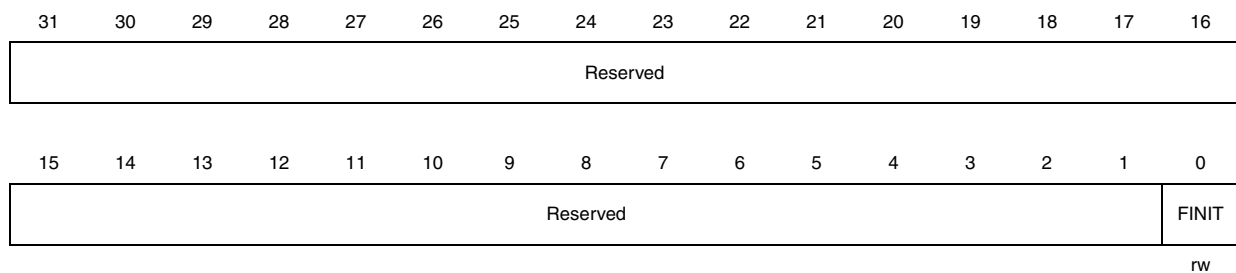 31 30 29 28 27 26 25 24 23 22 21 20 19 18 17 16
Reserved
15 14 13 12 11 10 9 8 7 6 5 4 3 2 1 0
Reserved FINIT
rw